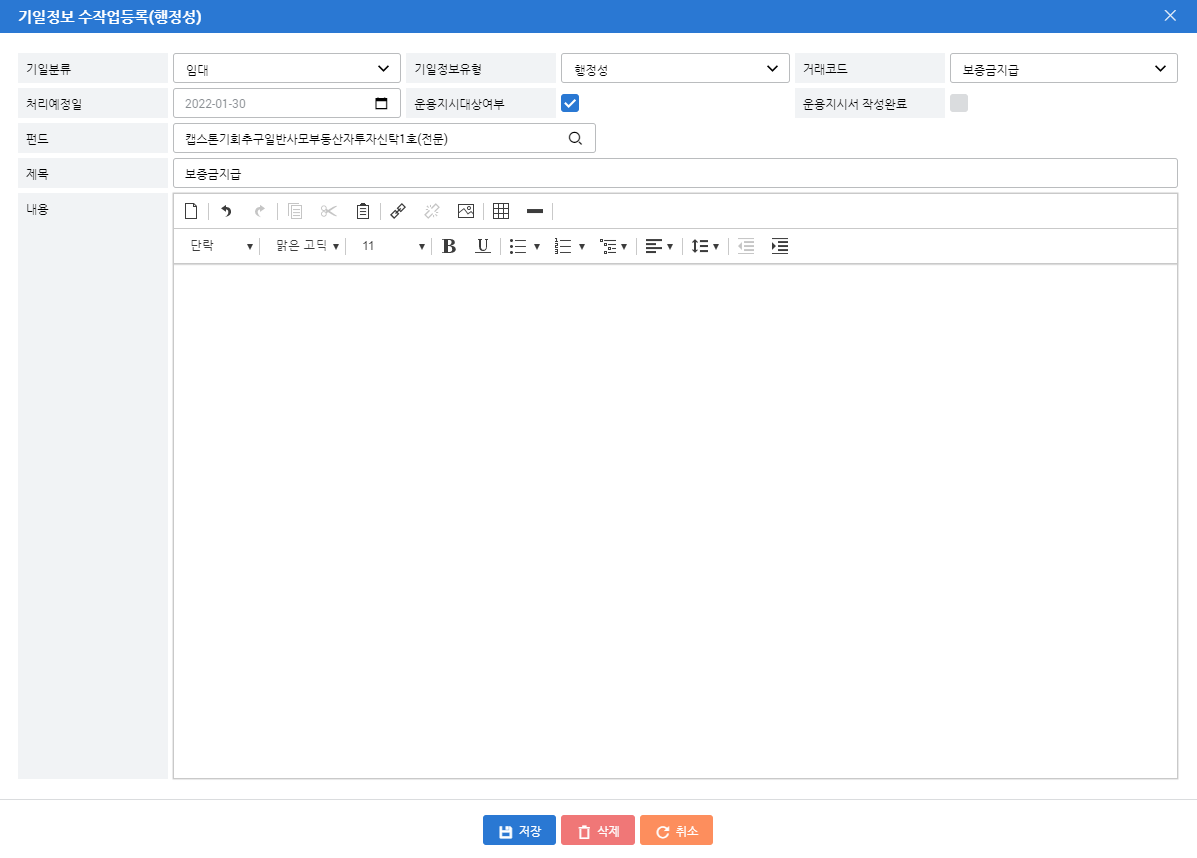 기일정보 수작업등록(행정성)
기일분류 임대 기일정보유형 행정성 거래코드 보증금지급
처리예정일 2022-01-30 운용지시대상여부 운용지시서 작성완료
펀드 캡스톤기회추구일반사모부동산자투자신탁1호(전문)
제목 보증금지급
내용
단락 맑은 고딕 11 B U
저장 삭제 취소